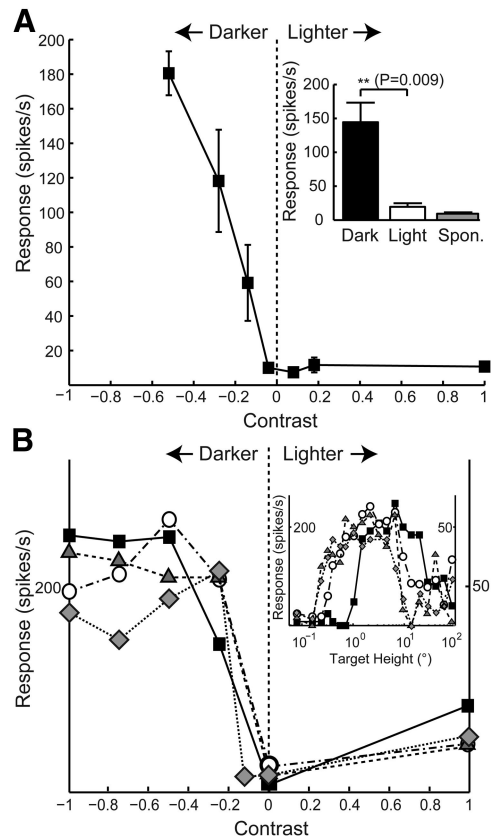 A
← Darker Lighter →
Response (spikes/s)
200
180
160
140
120
100
80
60
40
20
−1 −0.8 −0.6 −0.4 −0.2 0 0.2 0.4 0.6 0.8 1
Contrast
Response (spikes/s)
200
150
100
50
0
** (P=0.009)
Dark Light Spon.
B
← Darker Lighter →
Response (spikes/s)
200
50
−1 −0.8 −0.6 −0.4 −0.2 0 0.2 0.4 0.6 0.8 1
Contrast
Response (spikes/s)
200
50
10⁻¹ 10⁰ 10¹ 10²
Target Height (°)